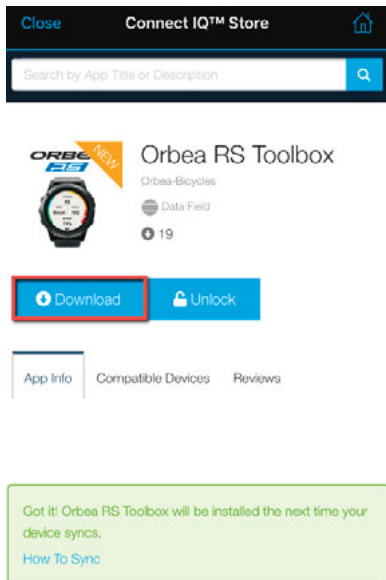 Close Connect IQ™ Store
Search by App Title or Description
ORBEA
RS
NEW
Orbea RS Toolbox
Orbea-Bicycles
Data Field
19
Download
Unlock
App Info Compatible Devices Reviews
Got it! Orbea RS Toolbox will be installed the next time your
device syncs.
How To Sync